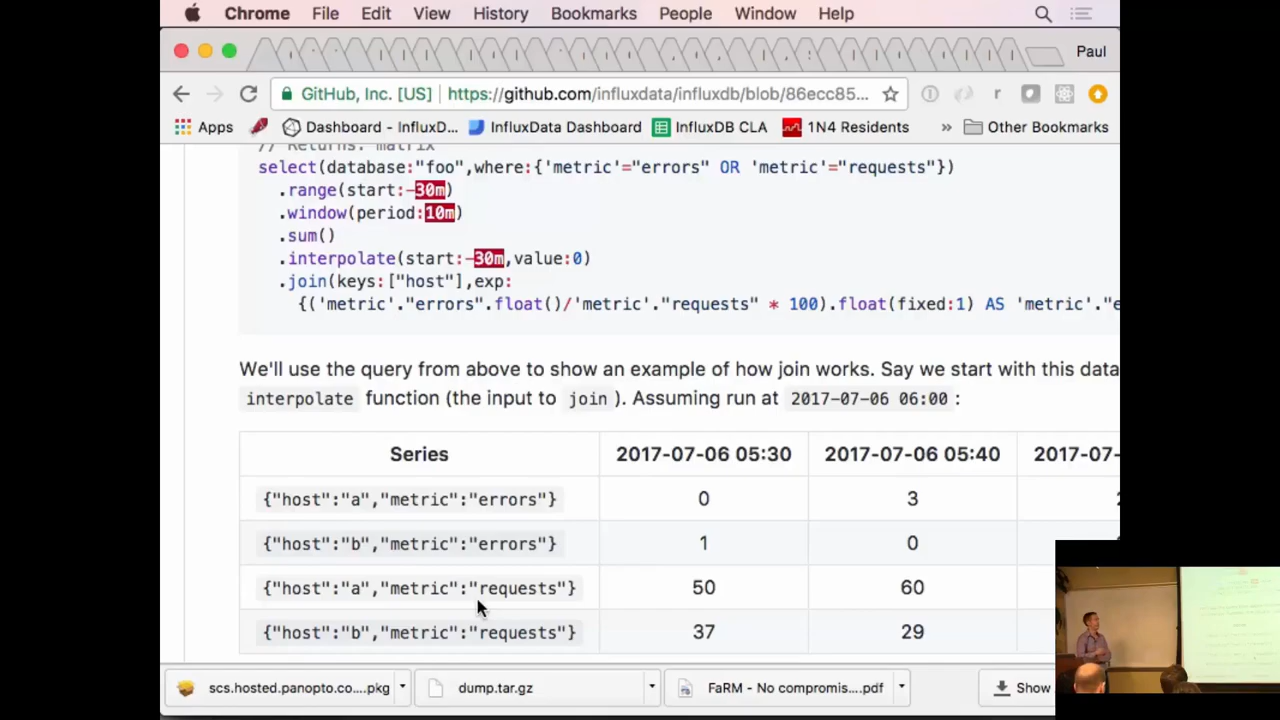 Chrome File Edit View History Bookmarks People Window Help
Paul
GitHub, Inc. [US] https://github.com/influxdata/influxdb/blob/86ecc85...
Apps Dashboard - InfluxD... InfluxData Dashboard InfluxDB CLA 1N4 Residents » Other Bookmarks
// Returns: matrix
select(database:"foo",where:{'metric'="errors" OR 'metric'="requests"})
.range(start:-30m)
.window(period:10m)
.sum()
.interpolate(start:-30m,value:0)
.join(keys:["host"],exp:
{('metric'."errors".float()/'metric'."requests" * 100).float(fixed:1) AS 'metric'."e
We'll use the query from above to show an example of how join works. Say we start with this data
interpolate function (the input to join ). Assuming run at 2017-07-06 06:00 :
Series 2017-07-06 05:30 2017-07-06 05:40 2017-07-
{"host":"a","metric":"errors"} 0 3
{"host":"b","metric":"errors"} 1 0
{"host":"a","metric":"requests"} 50 60
{"host":"b","metric":"requests"} 37 29
scs.hosted.panopto.co....pkg dump.tar.gz FaRM - No compromis....pdf Show